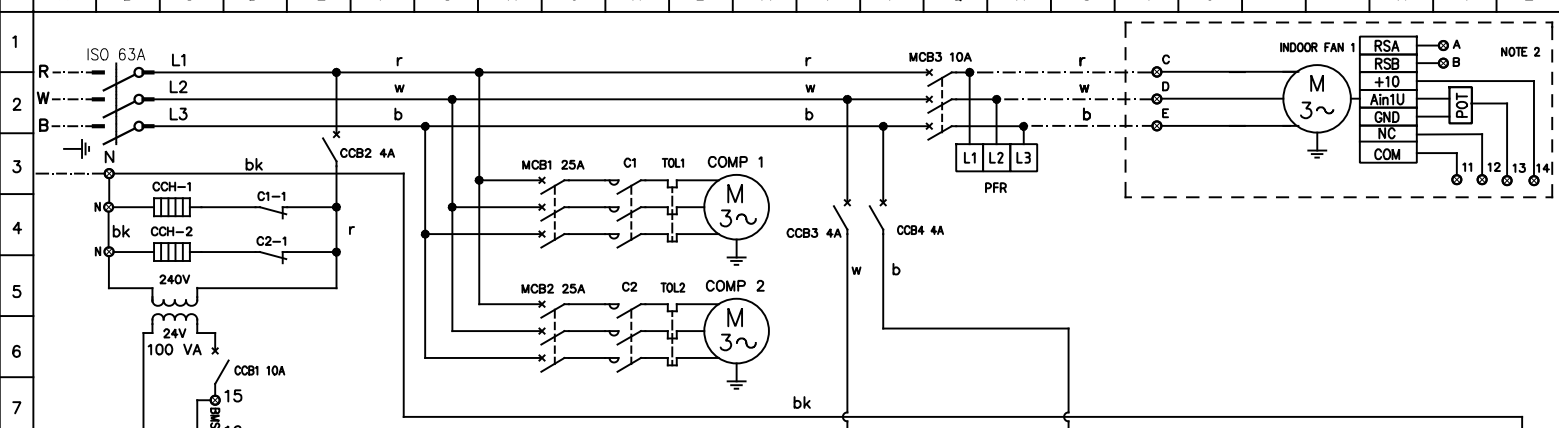 1
ISO 63A
L1
r
r
MCB3 10A
r
C
INDOOR FAN 1
RSA
A
NOTE 2
R
RSB
B
M
+10
2
W
L2
w
w
w
D
3~
Ain1U
POT
B
L3
b
b
b
E
GND
NC
N
CCB2 4A
L1 L2 L3
COM
3
bk
MCB1 25A
C1
TOL1
COMP 1
PFR
11 12 13 14
CCH-1
C1-1
M
N
3~
4
bk
CCH-2
C2-1
r
CCB3 4A
CCB4 4A
N
w
b
5
240V
MCB2 25A
C2
TOL2
COMP 2
M
24V
3~
6
100 VA
CCB1 10A
15
7
BMS
bk